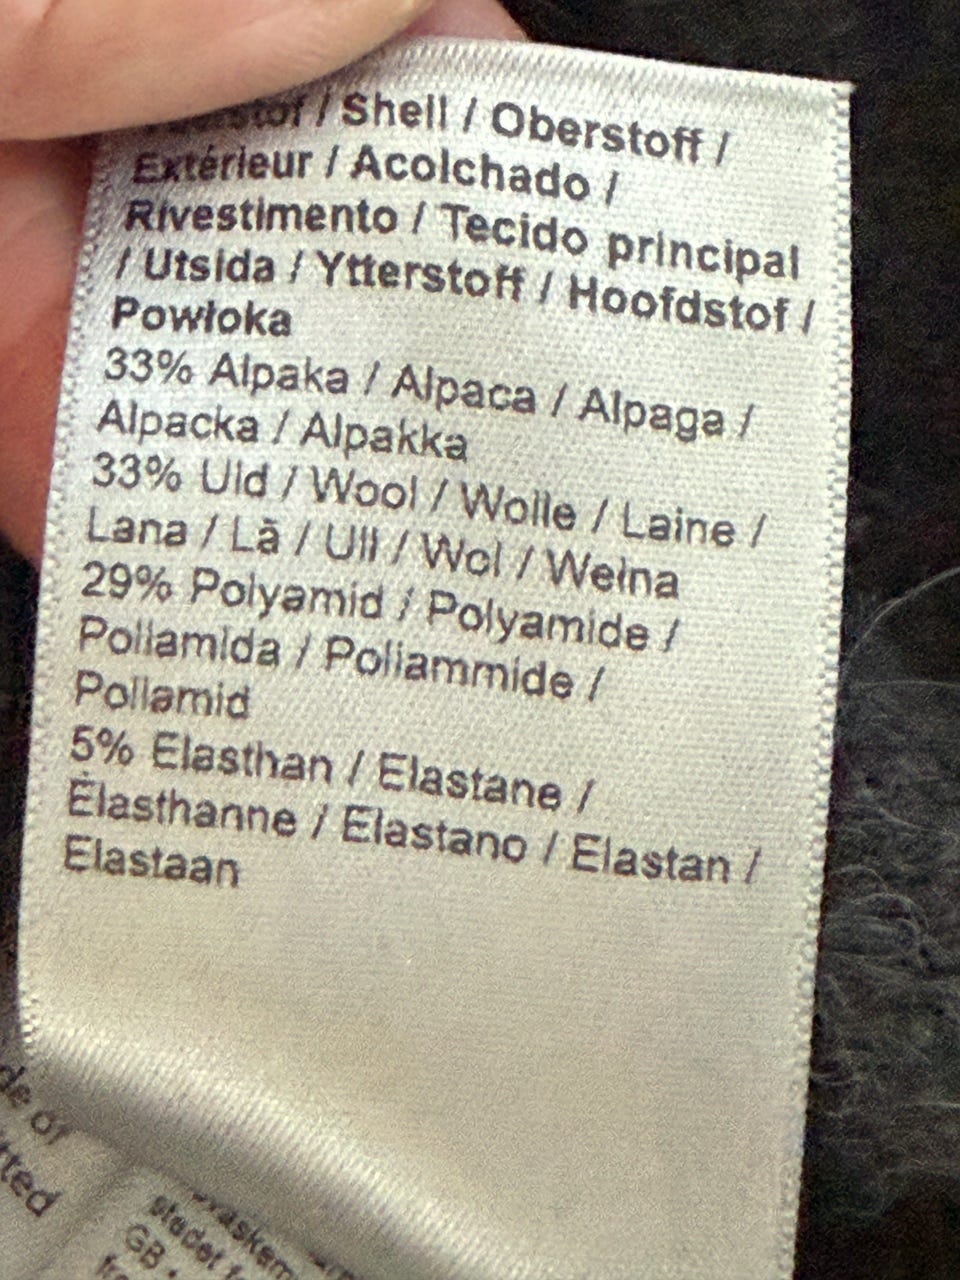 / Shell / Oberstoff /
Extérieur / Acolchado /
Rivestimento / Tecido principal
/ Utsida / Ytterstoff / Hoofdstof /
Powłoka
33% Alpaka / Alpaca / Alpaga /
Alpacka / Alpakka
33% Uld / Wool / Wolle / Laine /
Lana / Lã / Ull / Wol / Wełna
29% Polyamid / Polyamide /
Poliamida / Poliammide /
Poliamid
5% Elasthan / Elastane /
Élasthanne / Elastano / Elastan /
Elastaan
GB